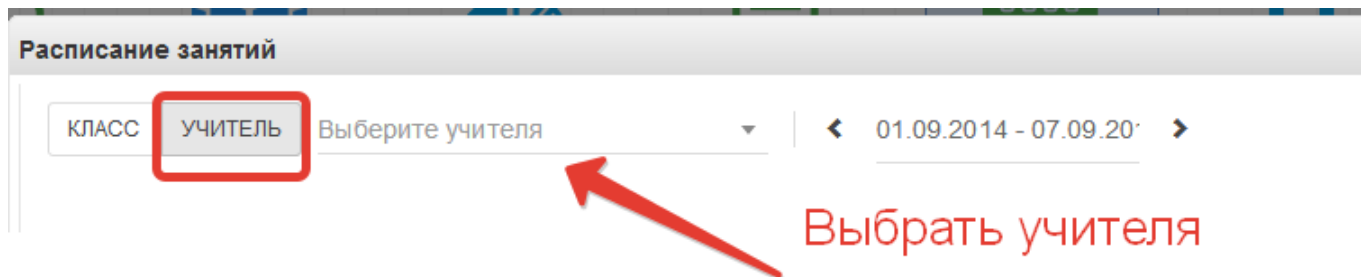 Расписание занятий
КЛАСС УЧИТЕЛЬ Выберите учителя 01.09.2014 - 07.09.20
Выбрать учителя